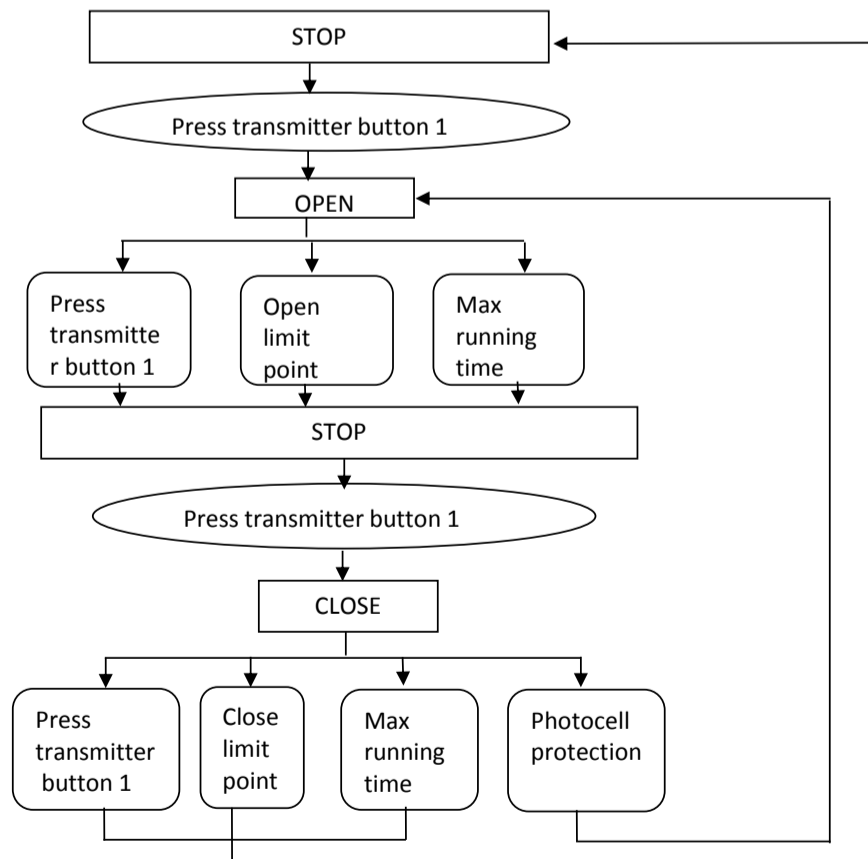 STOP
Press transmitter button 1
OPEN
Press
transmitte
r button 1
Open
limit
point
Max
running
time
STOP
Press transmitter button 1
CLOSE
Press
transmitter
button 1
Close
limit
point
Max
running
time
Photocell
protection